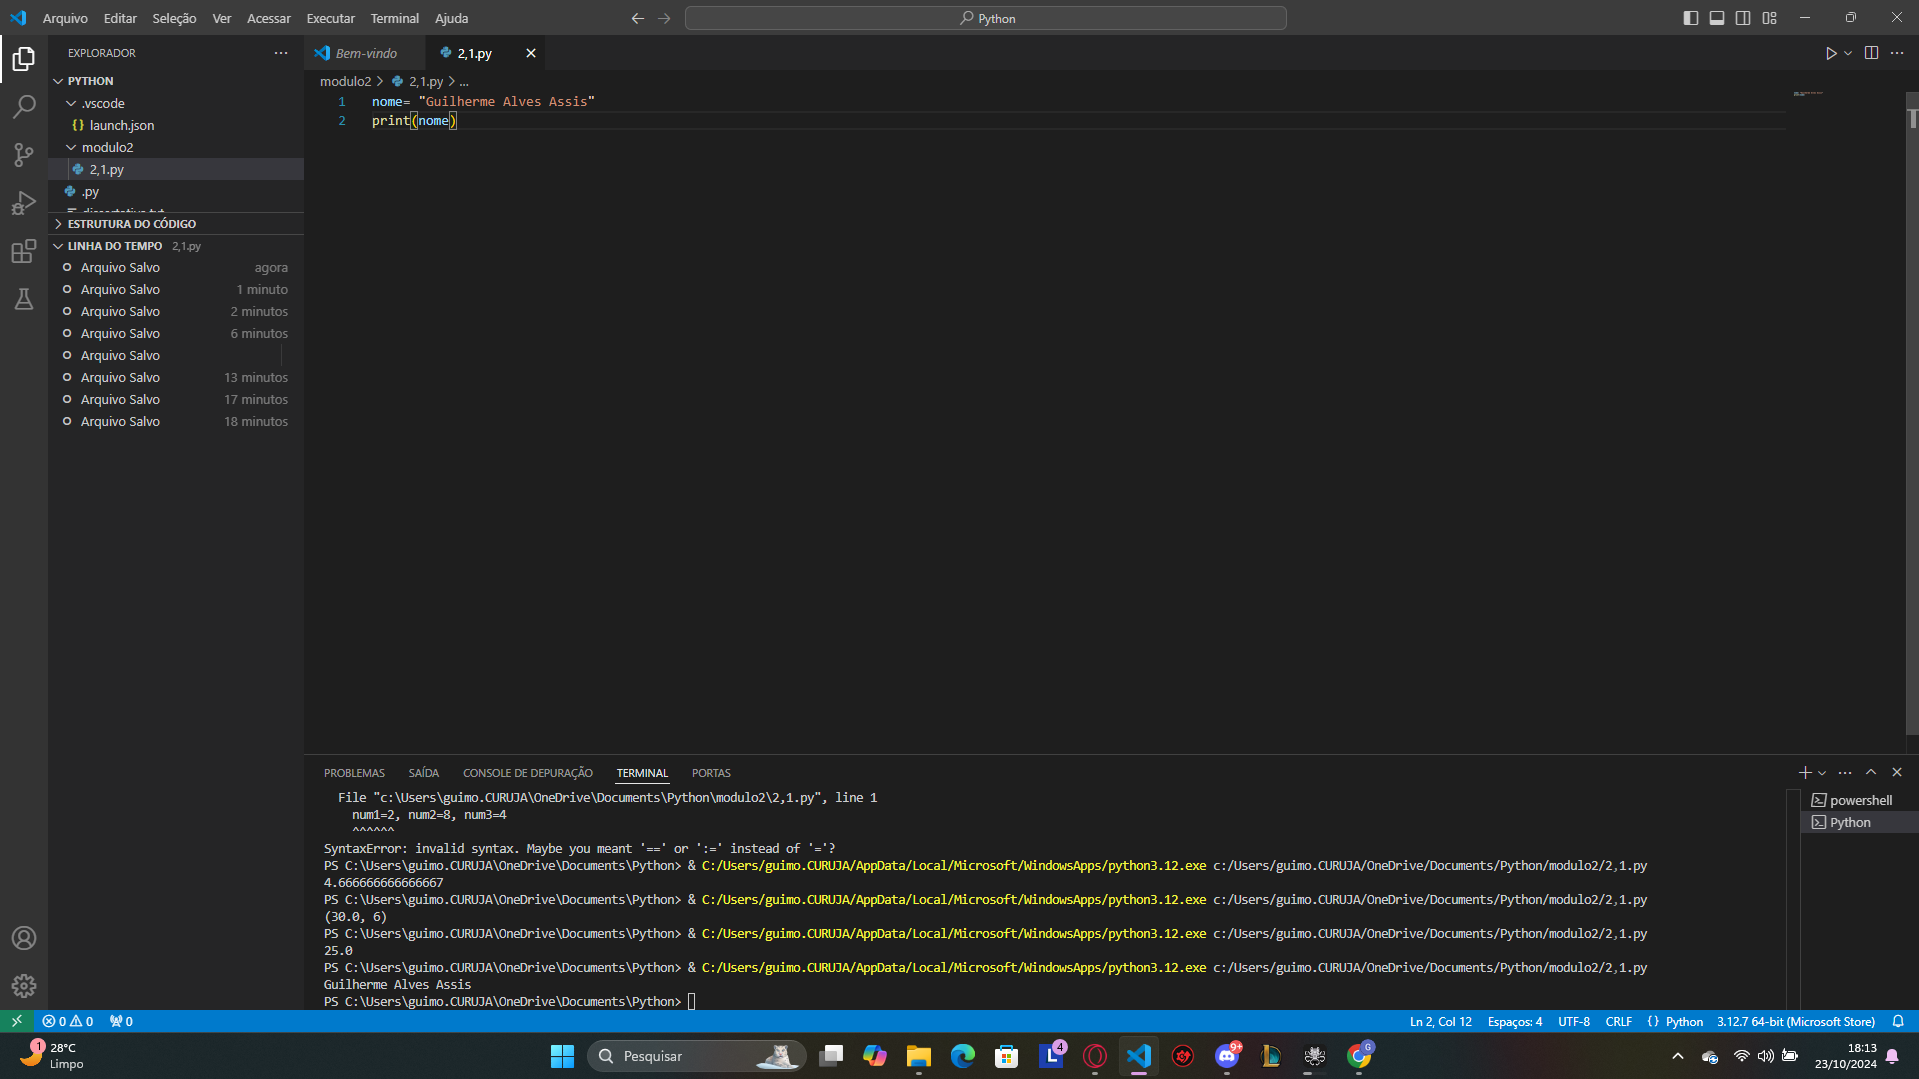 Arquivo Editar Seleção Ver Acessar Executar Terminal Ajuda
Python
EXPLORADOR
PYTHON
.vscode
launch.json
modulo2
2,1.py
.py
ESTRUTURA DO CÓDIGO
LINHA DO TEMPO 2,1.py
Arquivo Salvo agora
Arquivo Salvo 1 minuto
Arquivo Salvo 2 minutos
Arquivo Salvo 6 minutos
Arquivo Salvo
Arquivo Salvo 13 minutos
Arquivo Salvo 17 minutos
Arquivo Salvo 18 minutos
Bem-vindo 2,1.py
modulo2 > 2,1.py > ...
1 nome= "Guilherme Alves Assis"
2 print(nome)
PROBLEMAS SAÍDA CONSOLE DE DEPURAÇÃO TERMINAL PORTAS
File "c:\Users\guimo.CURUJA\OneDrive\Documents\Python\modulo2\2,1.py", line 1
num1=2, num2=8, num3=4
^^^^^^
SyntaxError: invalid syntax. Maybe you meant '==' or ':=' instead of '='?
PS C:\Users\guimo.CURUJA\OneDrive\Documents\Python> & C:/Users/guimo.CURUJA/AppData/Local/Microsoft/WindowsApps/python3.12.exe c:/Users/guimo.CURUJA/OneDrive/Documents/Python/modulo2/2,1.py
4.666666666666667
PS C:\Users\guimo.CURUJA\OneDrive\Documents\Python> & C:/Users/guimo.CURUJA/AppData/Local/Microsoft/WindowsApps/python3.12.exe c:/Users/guimo.CURUJA/OneDrive/Documents/Python/modulo2/2,1.py
(30.0, 6)
PS C:\Users\guimo.CURUJA\OneDrive\Documents\Python> & C:/Users/guimo.CURUJA/AppData/Local/Microsoft/WindowsApps/python3.12.exe c:/Users/guimo.CURUJA/OneDrive/Documents/Python/modulo2/2,1.py
25.0
PS C:\Users\guimo.CURUJA\OneDrive\Documents\Python> & C:/Users/guimo.CURUJA/AppData/Local/Microsoft/WindowsApps/python3.12.exe c:/Users/guimo.CURUJA/OneDrive/Documents/Python/modulo2/2,1.py
Guilherme Alves Assis
PS C:\Users\guimo.CURUJA\OneDrive\Documents\Python>
powershell
Python
0 0 0
Ln 2, Col 12 Espaços: 4 UTF-8 CRLF {} Python 3.12.7 64-bit (Microsoft Store)
1
28°C
Limpo
Pesquisar
L 4
9+
G
18:13
23/10/2024